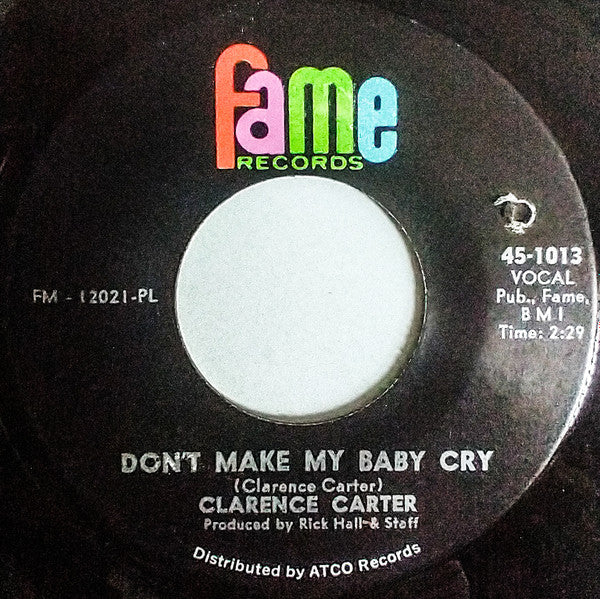 fame
RECORDS
45-1013
VOCAL
Pub., Fame,
BMI
Time: 2:29
FM - 12021-PL
DON'T MAKE MY BABY CRY
(Clarence Carter)
CLARENCE CARTER
Produced by Rick Hall & Staff
Distributed by ATCO Records